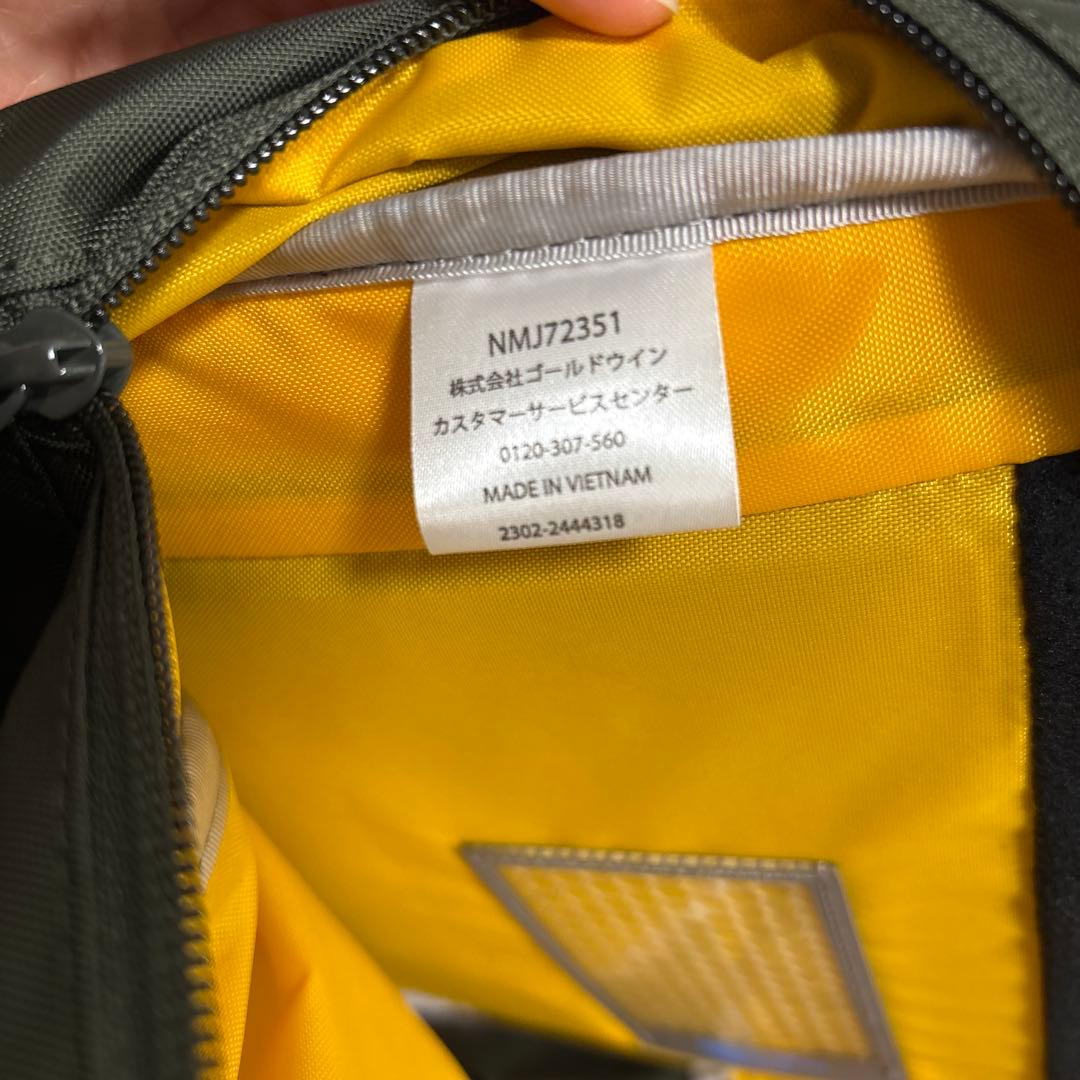 NMJ72351
株式会社ゴールドウイン
カスタマーサービスセンター
0120-307-560
MADE IN VIETNAM
2302-2444318